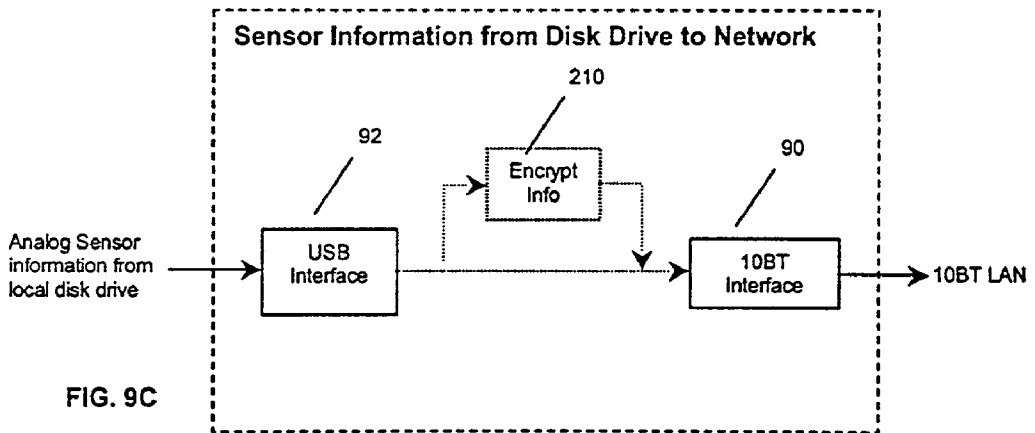 Sensor Information from Disk Drive to Network
210
92
90
Encrypt
Info
Analog Sensor
information from
local disk drive
USB
Interface
10BT
Interface
10BT LAN
FIG. 9C